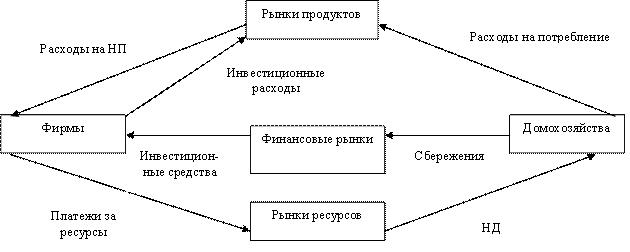 Рынки продуктов
Расходы на НП
Расходы на потребление
Инвестиционные
расходы
Фирмы
Финансовые рынки
Домохозяйства
Инвестицион-
ные средства
Сбережения
Рынки ресурсов
Платежи за
ресурсы
НД